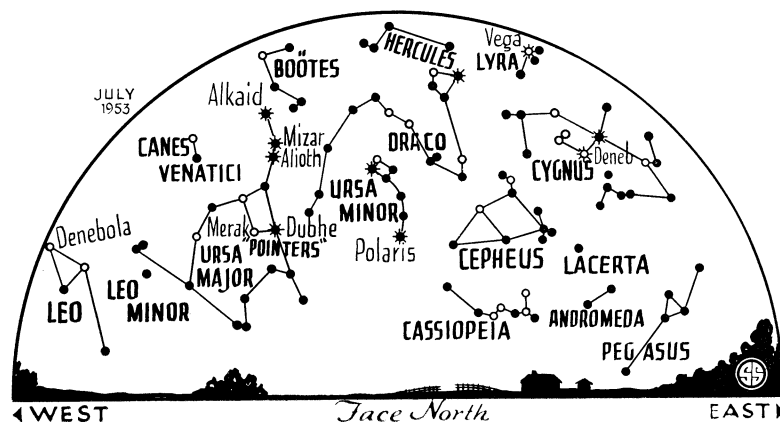 HERCULES
Vega
LYRA
BOÖTES
JULY
1953
Alkaid
CANES
VENATICI
Mizar
Alioth
DRACO
CYGNUS
Deneb
URSA
MINOR
Denebola
Merak
"POINTERS"
Dubhe
URSA
MAJOR
Polaris
CEPHEUS
LACERTA
LEO
LEO
MINOR
CASSIOPEIA
ANDROMEDA
PEGASUS
SS
WEST
Face North
EAST